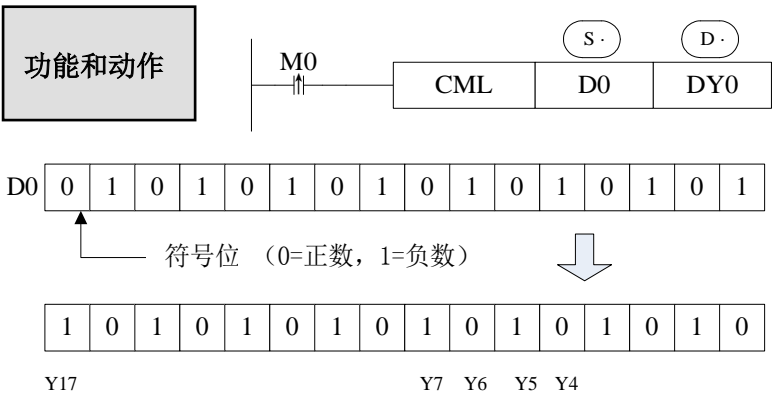 功能和动作
M0
S·
D·
CML D0 DY0
D0 0 1 0 1 0 1 0 1 0 1 0 1 0 1 0 1
符号位 （0=正数，1=负数）
1 0 1 0 1 0 1 0 1 0 1 0 1 0 1 0
Y17 Y7 Y6 Y5 Y4